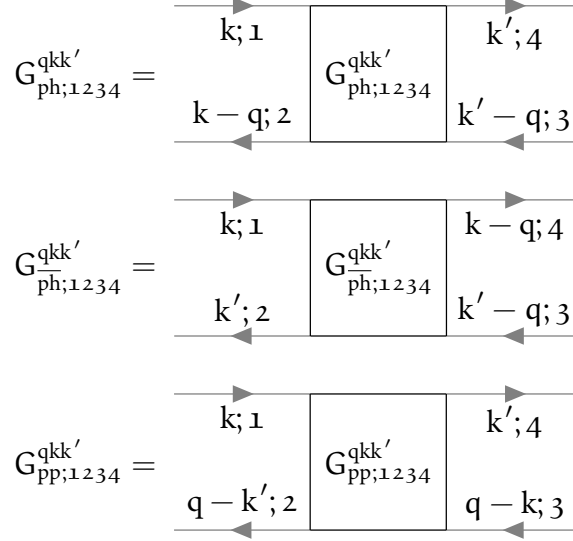 k; 1 k′; 4
G^{qkk′}_{ph;1234} = G^{qkk′}_{ph;1234}
k − q; 2 k′ − q; 3
k; 1 k − q; 4
G^{qkk′}_{\overline{ph};1234} = G^{qkk′}_{\overline{ph};1234}
k′; 2 k′ − q; 3
k; 1 k′; 4
G^{qkk′}_{pp;1234} = G^{qkk′}_{pp;1234}
q − k′; 2 q − k; 3